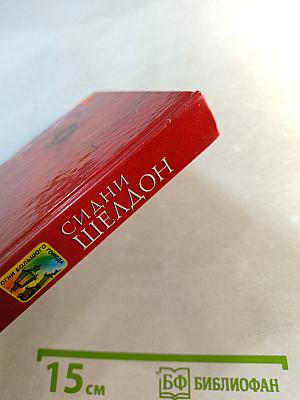 СИДНИ
ШЕЛДОН
ОГНИ БОЛЬШОГО ГОРОДА
15 см
БФ БИБЛИОФАН